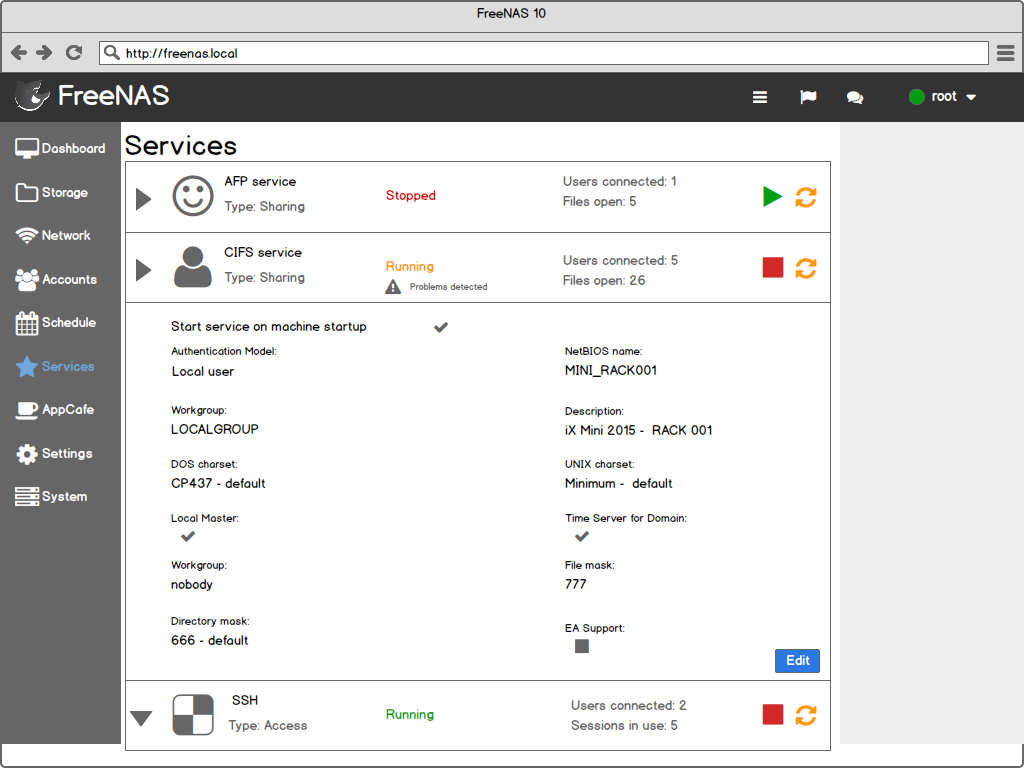 FreeNAS 10
http://freenas.local
FreeNAS
root
Dashboard
Storage
Network
Accounts
Schedule
Services
AppCafe
Settings
System
Services
AFP service
Type: Sharing
Stopped
Users connected: 1
Files open: 5
CIFS service
Type: Sharing
Running
Problems detected
Users connected: 5
Files open: 26
Start service on machine startup
Authentication Model:
Local user
NetBIOS name:
MINI_RACK001
Workgroup:
LOCALGROUP
Description:
iX Mini 2015 - RACK 001
DOS charset:
CP437 - default
UNIX charset:
Minimum - default
Local Master:
Time Server for Domain:
Workgroup:
nobody
File mask:
777
Directory mask:
666 - default
EA Support:
Edit
SSH
Type: Access
Running
Users connected: 2
Sessions in use: 5